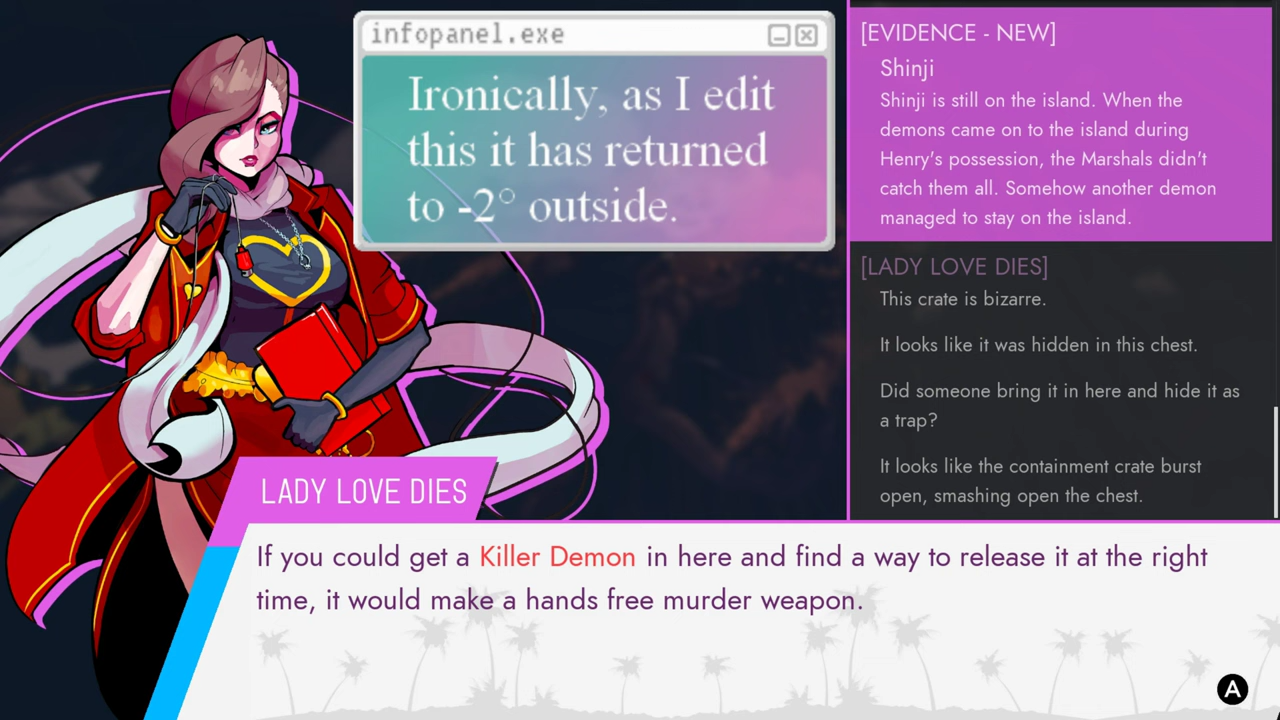 infopanel.exe
Ironically, as I edit
this it has returned
to -2° outside.
[EVIDENCE - NEW]
Shinji
Shinji is still on the island. When the
demons came on to the island during
Henry's possession, the Marshals didn't
catch them all. Somehow another demon
managed to stay on the island.
[LADY LOVE DIES]
This crate is bizarre.
It looks like it was hidden in this chest.
Did someone bring it in here and hide it as
a trap?
It looks like the containment crate burst
open, smashing open the chest.
LADY LOVE DIES
If you could get a Killer Demon in here and find a way to release it at the right
time, it would make a hands free murder weapon.
A